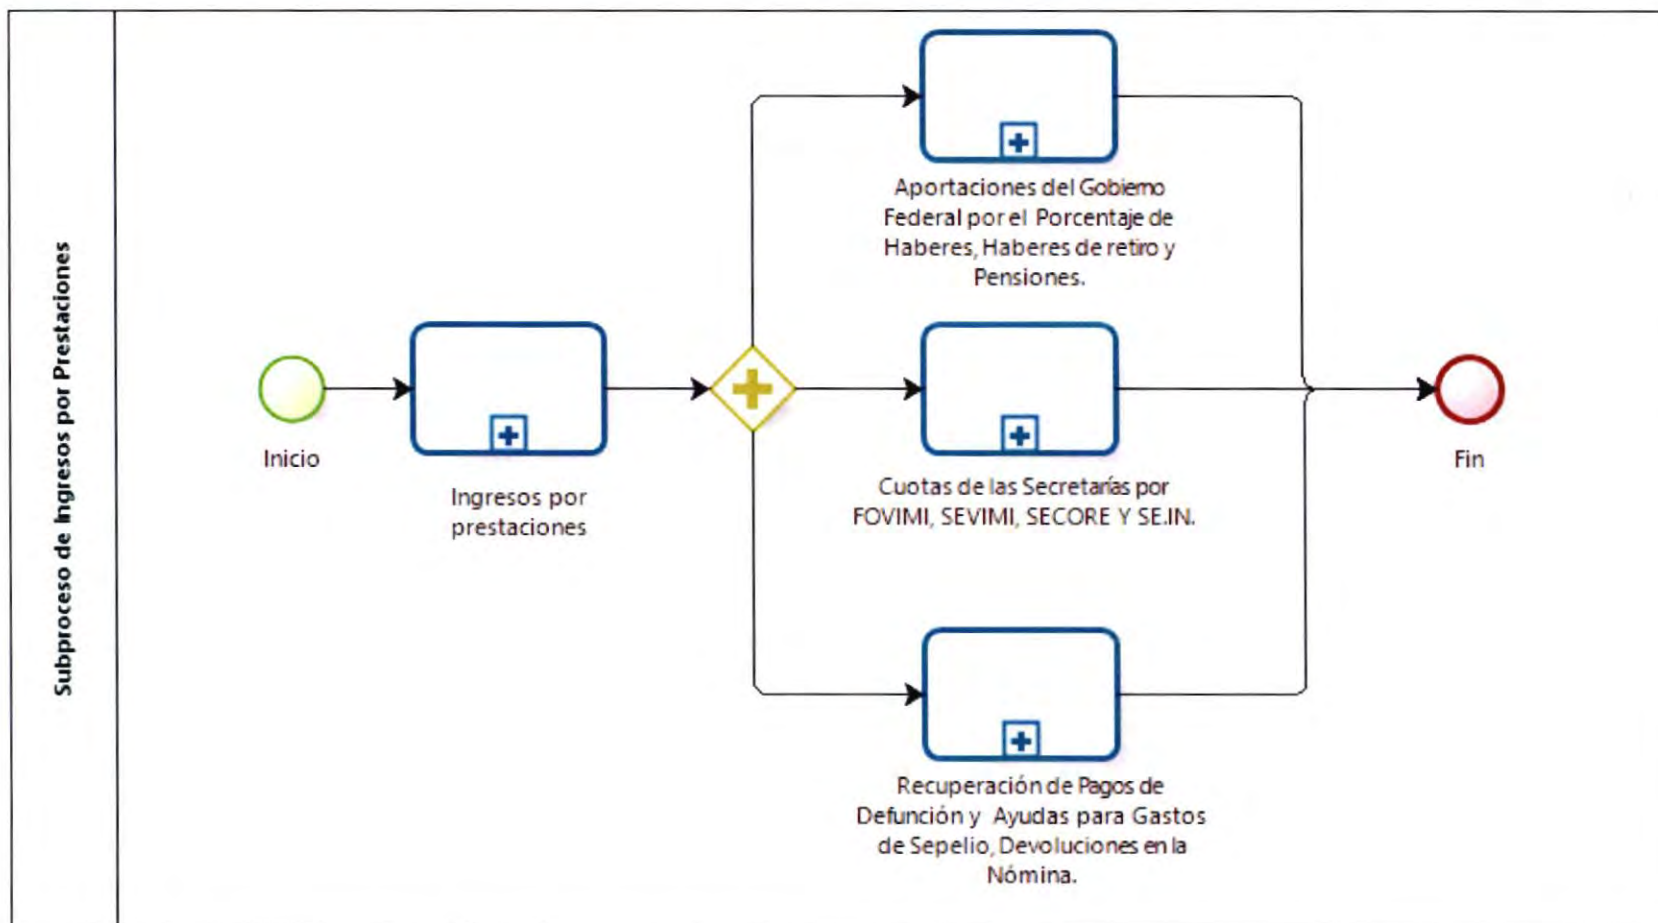 Subproceso de Ingresos por Prestaciones
Aportaciones del Gobierno
Federal por el Porcentaje de
Haberes, Haberes de retiro y
Pensiones.
Inicio
Ingresos por
prestaciones
Cuotas de las Secretarías por
FOVIMI, SEVIMI, SECORE Y SE.IN.
Fin
Recuperación de Pagos de
Defunción y Ayudas para Gastos
de Sepelio, Devoluciones en la
Nómina.